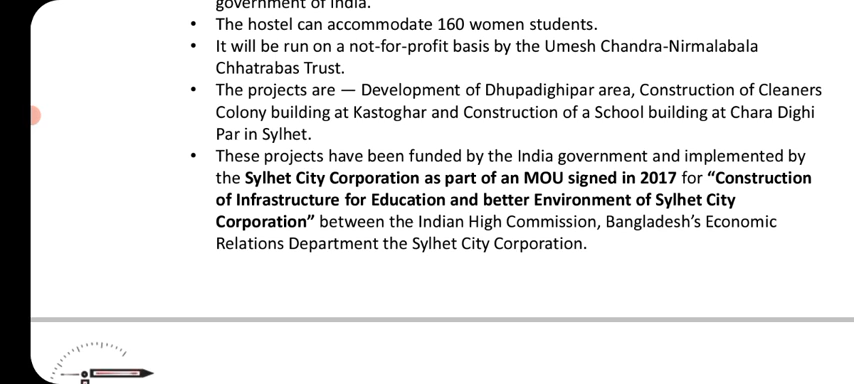 government of India.
• The hostel can accommodate 160 women students.
• It will be run on a not-for-profit basis by the Umesh Chandra-Nirmalabala
Chhatrabas Trust.
• The projects are — Development of Dhupadighipar area, Construction of Cleaners
Colony building at Kastoghar and Construction of a School building at Chara Dighi
Par in Sylhet.
• These projects have been funded by the India government and implemented by
the Sylhet City Corporation as part of an MOU signed in 2017 for “Construction
of Infrastructure for Education and better Environment of Sylhet City
Corporation” between the Indian High Commission, Bangladesh’s Economic
Relations Department the Sylhet City Corporation.